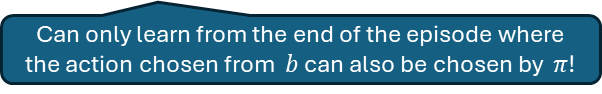 Can only learn from the end of the episode where
the action chosen from b can also be chosen by π!